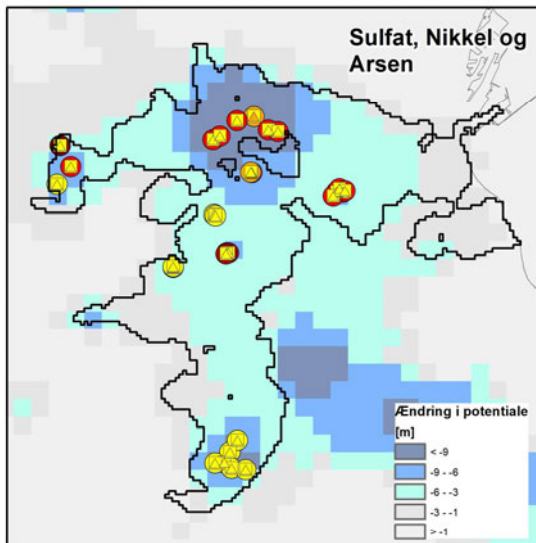 Sulfat, Nikkel og
Arsen
Ændring i potentiale
[m]
< -9
-9 - -6
-6 - -3
-3 - -1
> -1